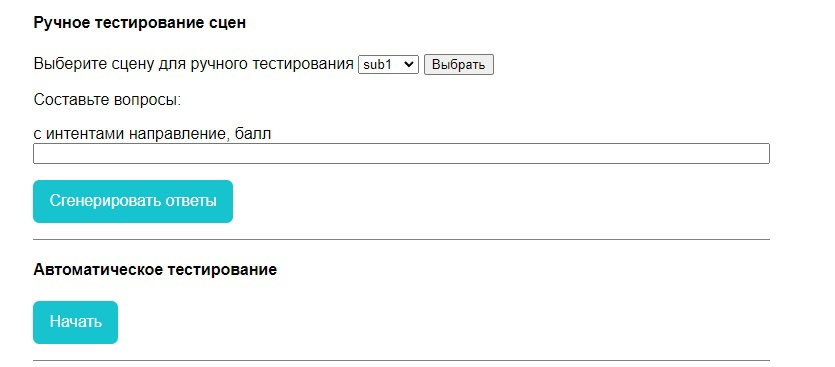 Ручное тестирование сцен
Выберите сцену для ручного тестирования sub1 Выбрать
Составьте вопросы:
с интентами направление, балл
Сгенерировать ответы
Автоматическое тестирование
Начать